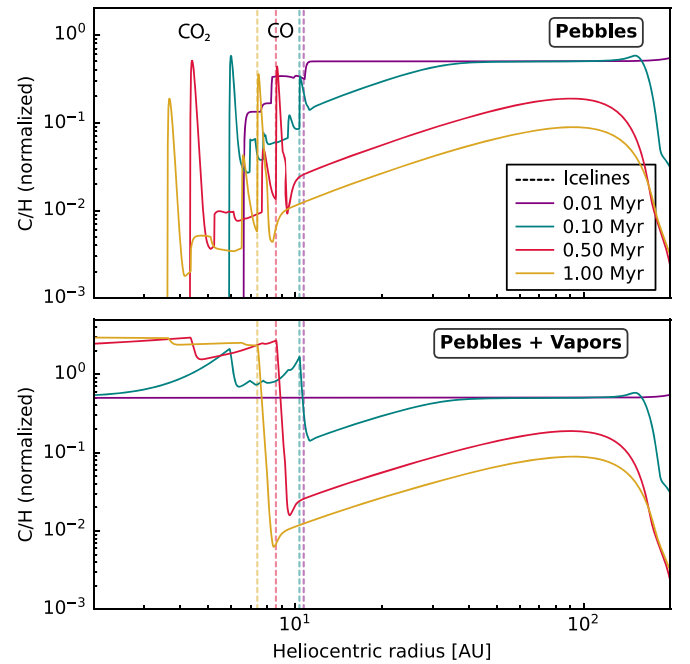 CO₂ CO Pebbles
C/H (normalized)
10⁰
10⁻¹
10⁻²
10⁻³
Icelines
0.01 Myr
0.10 Myr
0.50 Myr
1.00 Myr
Pebbles + Vapors
C/H (normalized)
10⁰
10⁻¹
10⁻²
10⁻³
10¹ 10²
Heliocentric radius [AU]